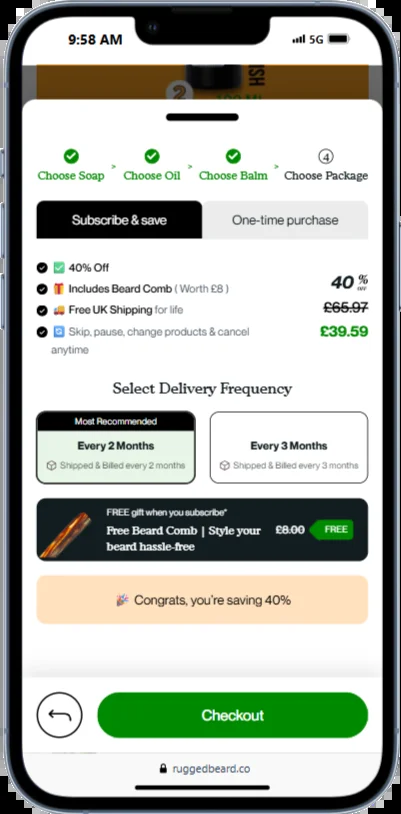 9:58 AM
5G
2
Choose Soap > Choose Oil > Choose Balm > 4 Choose Package
Subscribe & save
One-time purchase
40% Off
Includes Beard Comb ( Worth £8 )
Free UK Shipping for life
Skip, pause, change products & cancel
anytime
40 % OFF
£65.97
£39.59
Select Delivery Frequency
Most Recommended
Every 2 Months
Shipped & Billed every 2 months
Every 3 Months
Shipped & Billed every 3 months
FREE gift when you subscribe*
Free Beard Comb | Style your
beard hassle-free
£8.00
FREE
Congrats, you're saving 40%
Checkout
ruggedbeard.co